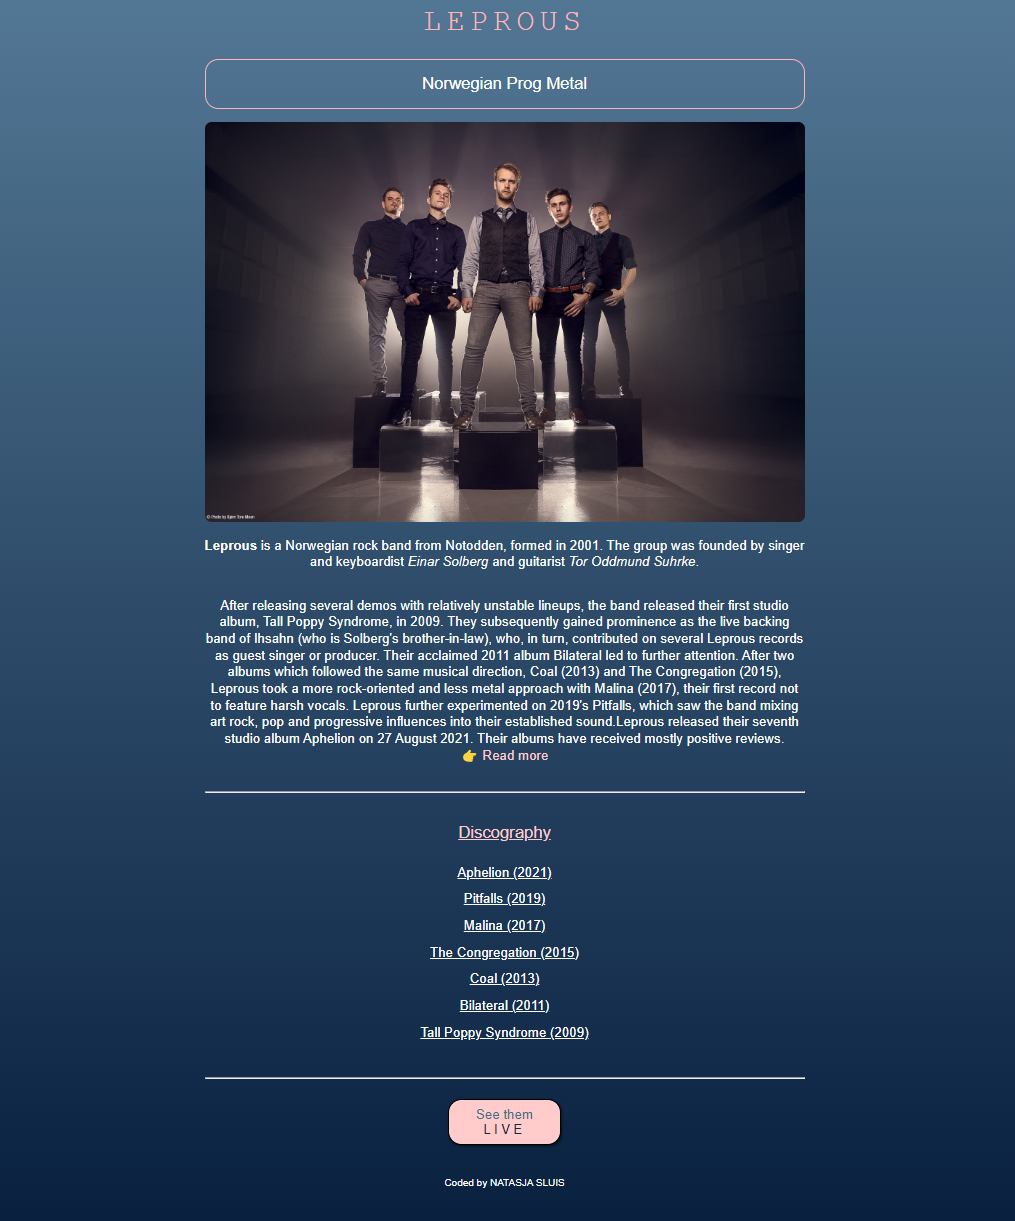 LEPROUS
Norwegian Prog Metal
Leprous is a Norwegian rock band from Notodden, formed in 2001. The group was founded by singer
and keyboardist Einar Solberg and guitarist Tor Oddmund Suhrke.
After releasing several demos with relatively unstable lineups, the band released their first studio
album, Tall Poppy Syndrome, in 2009. They subsequently gained prominence as the live backing
band of Ihsahn (who is Solberg's brother-in-law), who, in turn, contributed on several Leprous records
as guest singer or producer. Their acclaimed 2011 album Bilateral led to further attention. After two
albums which followed the same musical direction, Coal (2013) and The Congregation (2015),
Leprous took a more rock-oriented and less metal approach with Malina (2017), their first record not
to feature harsh vocals. Leprous further experimented on 2019's Pitfalls, which saw the band mixing
art rock, pop and progressive influences into their established sound.Leprous released their seventh
studio album Aphelion on 27 August 2021. Their albums have received mostly positive reviews.
👉 Read more
Discography
Aphelion (2021)
Pitfalls (2019)
Malina (2017)
The Congregation (2015)
Coal (2013)
Bilateral (2011)
Tall Poppy Syndrome (2009)
See them
LIVE
Coded by NATASJA SLUIS